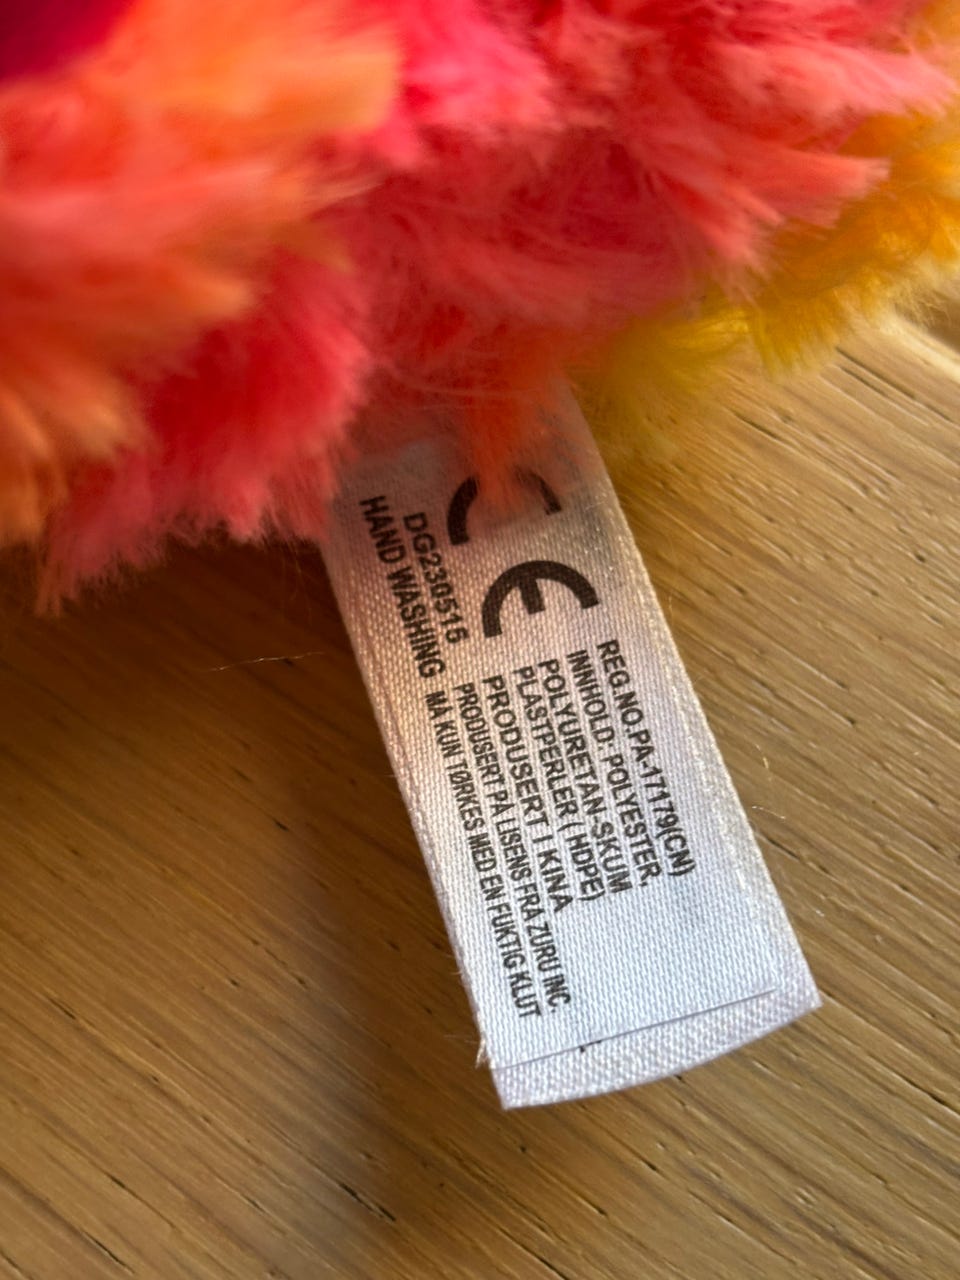 REG.NO.PA-17179(CN)
INNHOLD: POLYESTER,
POLYURETAN-SKUM
PLASTPERLER (HDPE)
PRODUSERT I KINA
PRODUSERT PÅ LISENS FRA ZURU INC.
MÅ KUN TØRKES MED EN FUKTIG KLUT
CE
DG230515
HAND WASHING